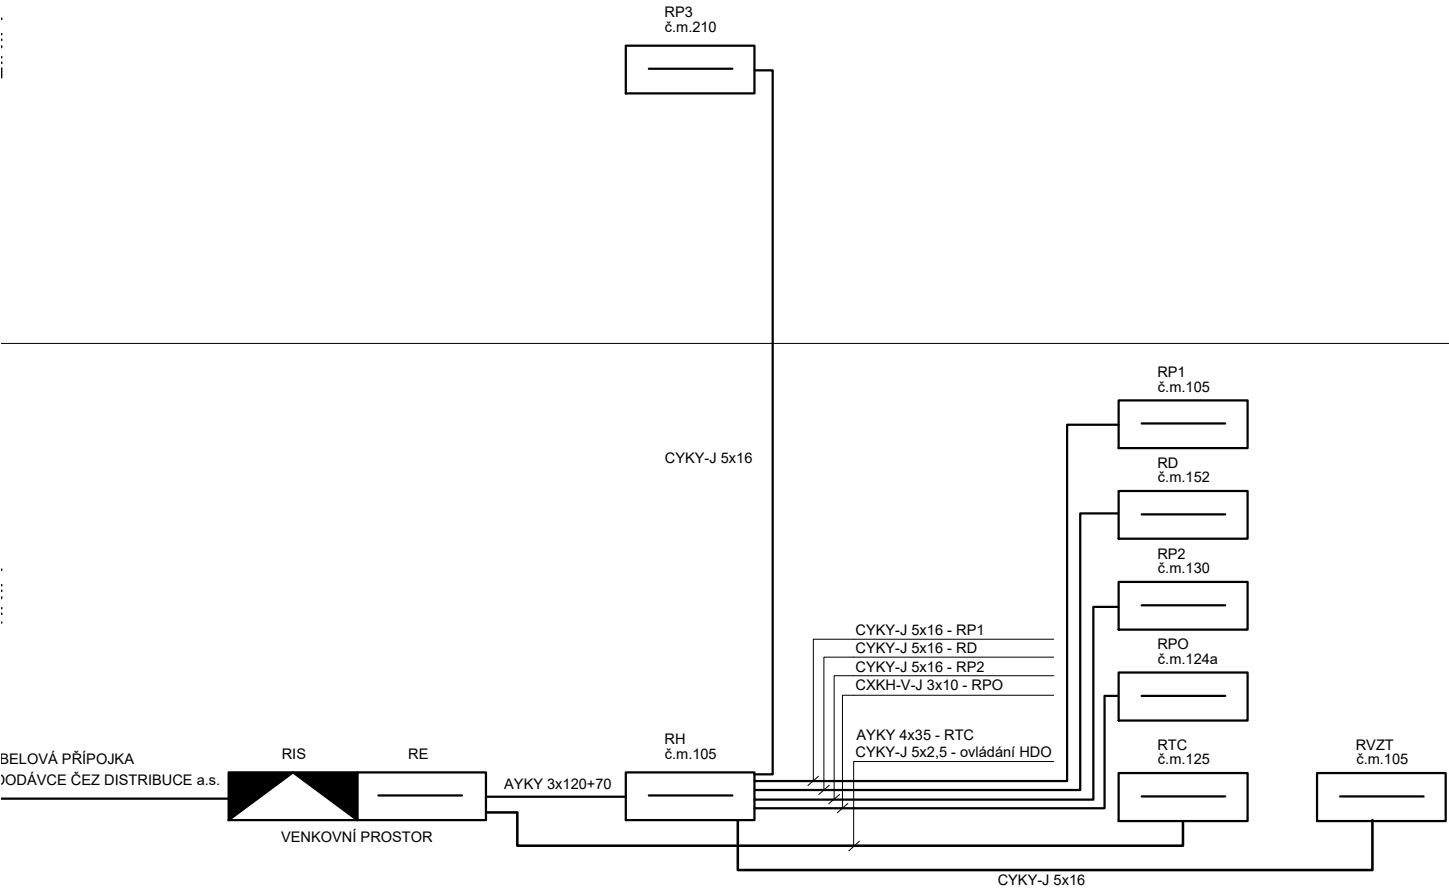 RP3
č.m.210
CYKY-J 5x16
RP1
č.m.105
RD
č.m.152
RP2
č.m.130
RPO
č.m.124a
CYKY-J 5x16 - RP1
CYKY-J 5x16 - RD
CYKY-J 5x16 - RP2
CXKH-V-J 3x10 - RPO
AYKY 4x35 - RTC
CYKY-J 5x2,5 - ovládání HDO
RTC
č.m.125
RVZT
č.m.105
RH
č.m.105
RIS
RE
PŘÍPOJKA
ČEZ DISTRIBUCE a.s.
AYKY 3x120+70
VENKOVNÍ PROSTOR
CYKY-J 5x16